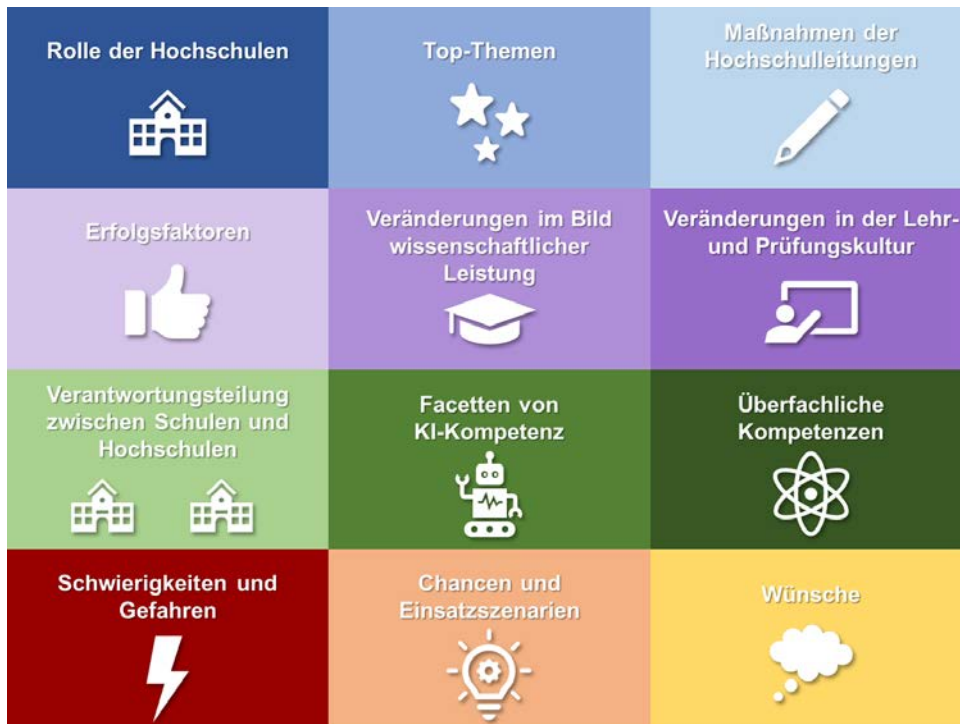 Rolle der Hochschulen
Top-Themen
Maßnahmen der
Hochschulleitungen
Erfolgsfaktoren
Veränderungen im Bild
wissenschaftlicher
Leistung
Veränderungen in der Lehr-
und Prüfungskultur
Verantwortungsteilung
zwischen Schulen und
Hochschulen
Facetten von
KI-Kompetenz
Überfachliche
Kompetenzen
Schwierigkeiten und
Gefahren
Chancen und
Einsatzszenarien
Wünsche